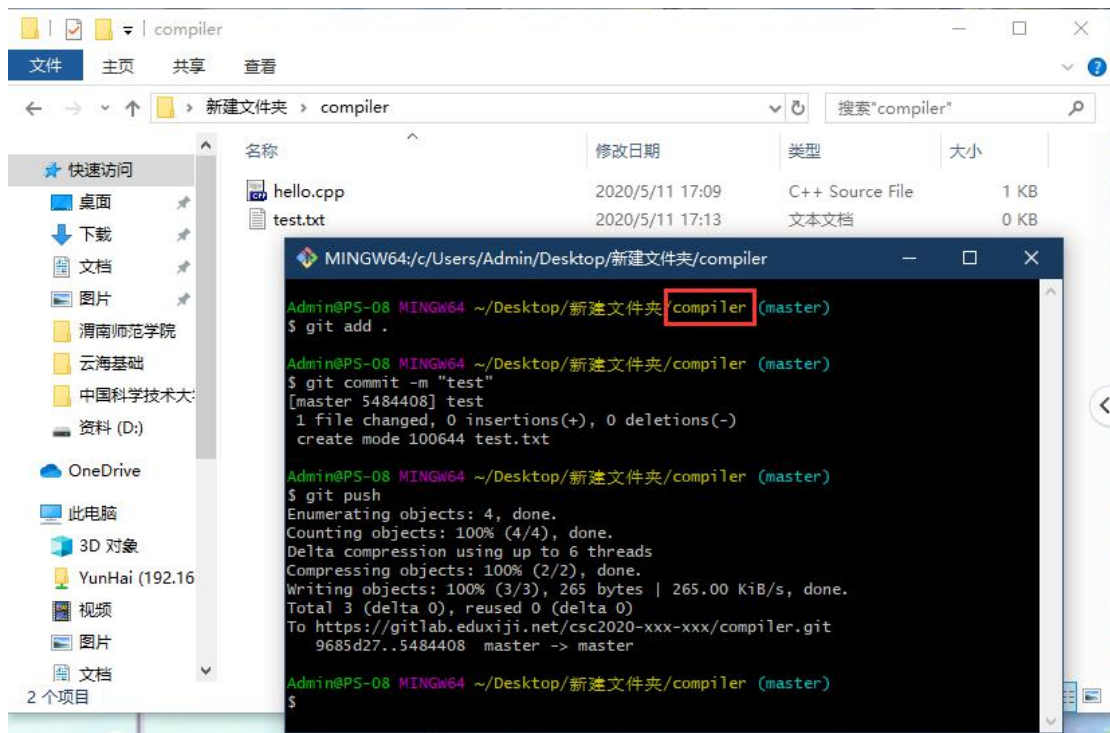 compiler
文件 主页 共享 查看
新建文件夹 › compiler 搜索"compiler"
名称 修改日期 类型 大小
快速访问
桌面
下载
文档
图片
渭南师范学院
云海基础
中国科学技术大
资料 (D:)
OneDrive
此电脑
3D 对象
YunHai (192.16
视频
图片
文档
hello.cpp 2020/5/11 17:09 C++ Source File 1 KB
test.txt 2020/5/11 17:13 文本文档 0 KB
MINGW64:/c/Users/Admin/Desktop/新建文件夹/compiler
Admin@PS-08 MINGW64 ~/Desktop/新建文件夹/compiler (master)
$ git add .
Admin@PS-08 MINGW64 ~/Desktop/新建文件夹/compiler (master)
$ git commit -m "test"
[master 5484408] test
1 file changed, 0 insertions(+), 0 deletions(-)
create mode 100644 test.txt
Admin@PS-08 MINGW64 ~/Desktop/新建文件夹/compiler (master)
$ git push
Enumerating objects: 4, done.
Counting objects: 100% (4/4), done.
Delta compression using up to 6 threads
Compressing objects: 100% (2/2), done.
Writing objects: 100% (3/3), 265 bytes | 265.00 KiB/s, done.
Total 3 (delta 0), reused 0 (delta 0)
To https://gitlab.eduxiji.net/csc2020-xxx-xxx/compiler.git
9685d27..5484408 master -> master
Admin@PS-08 MINGW64 ~/Desktop/新建文件夹/compiler (master)
$
2 个项目